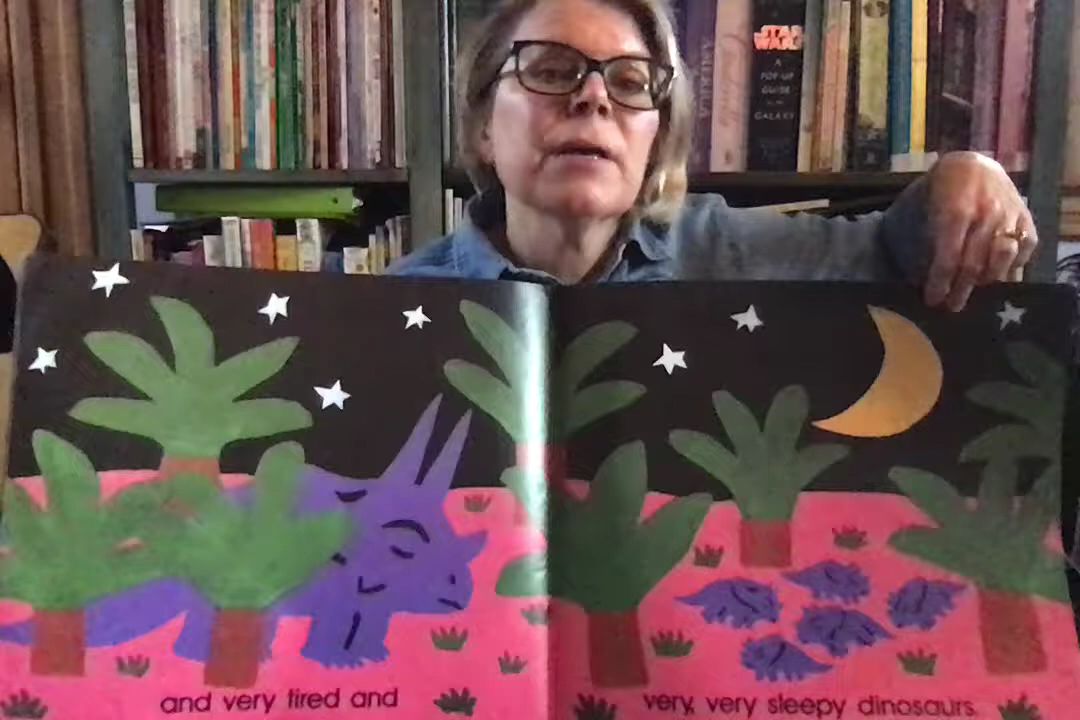 STAR
WARS
A
POP-UP
GUIDE
TO THE
GALAXY
and very tired and
very, very sleepy dinosaurs.